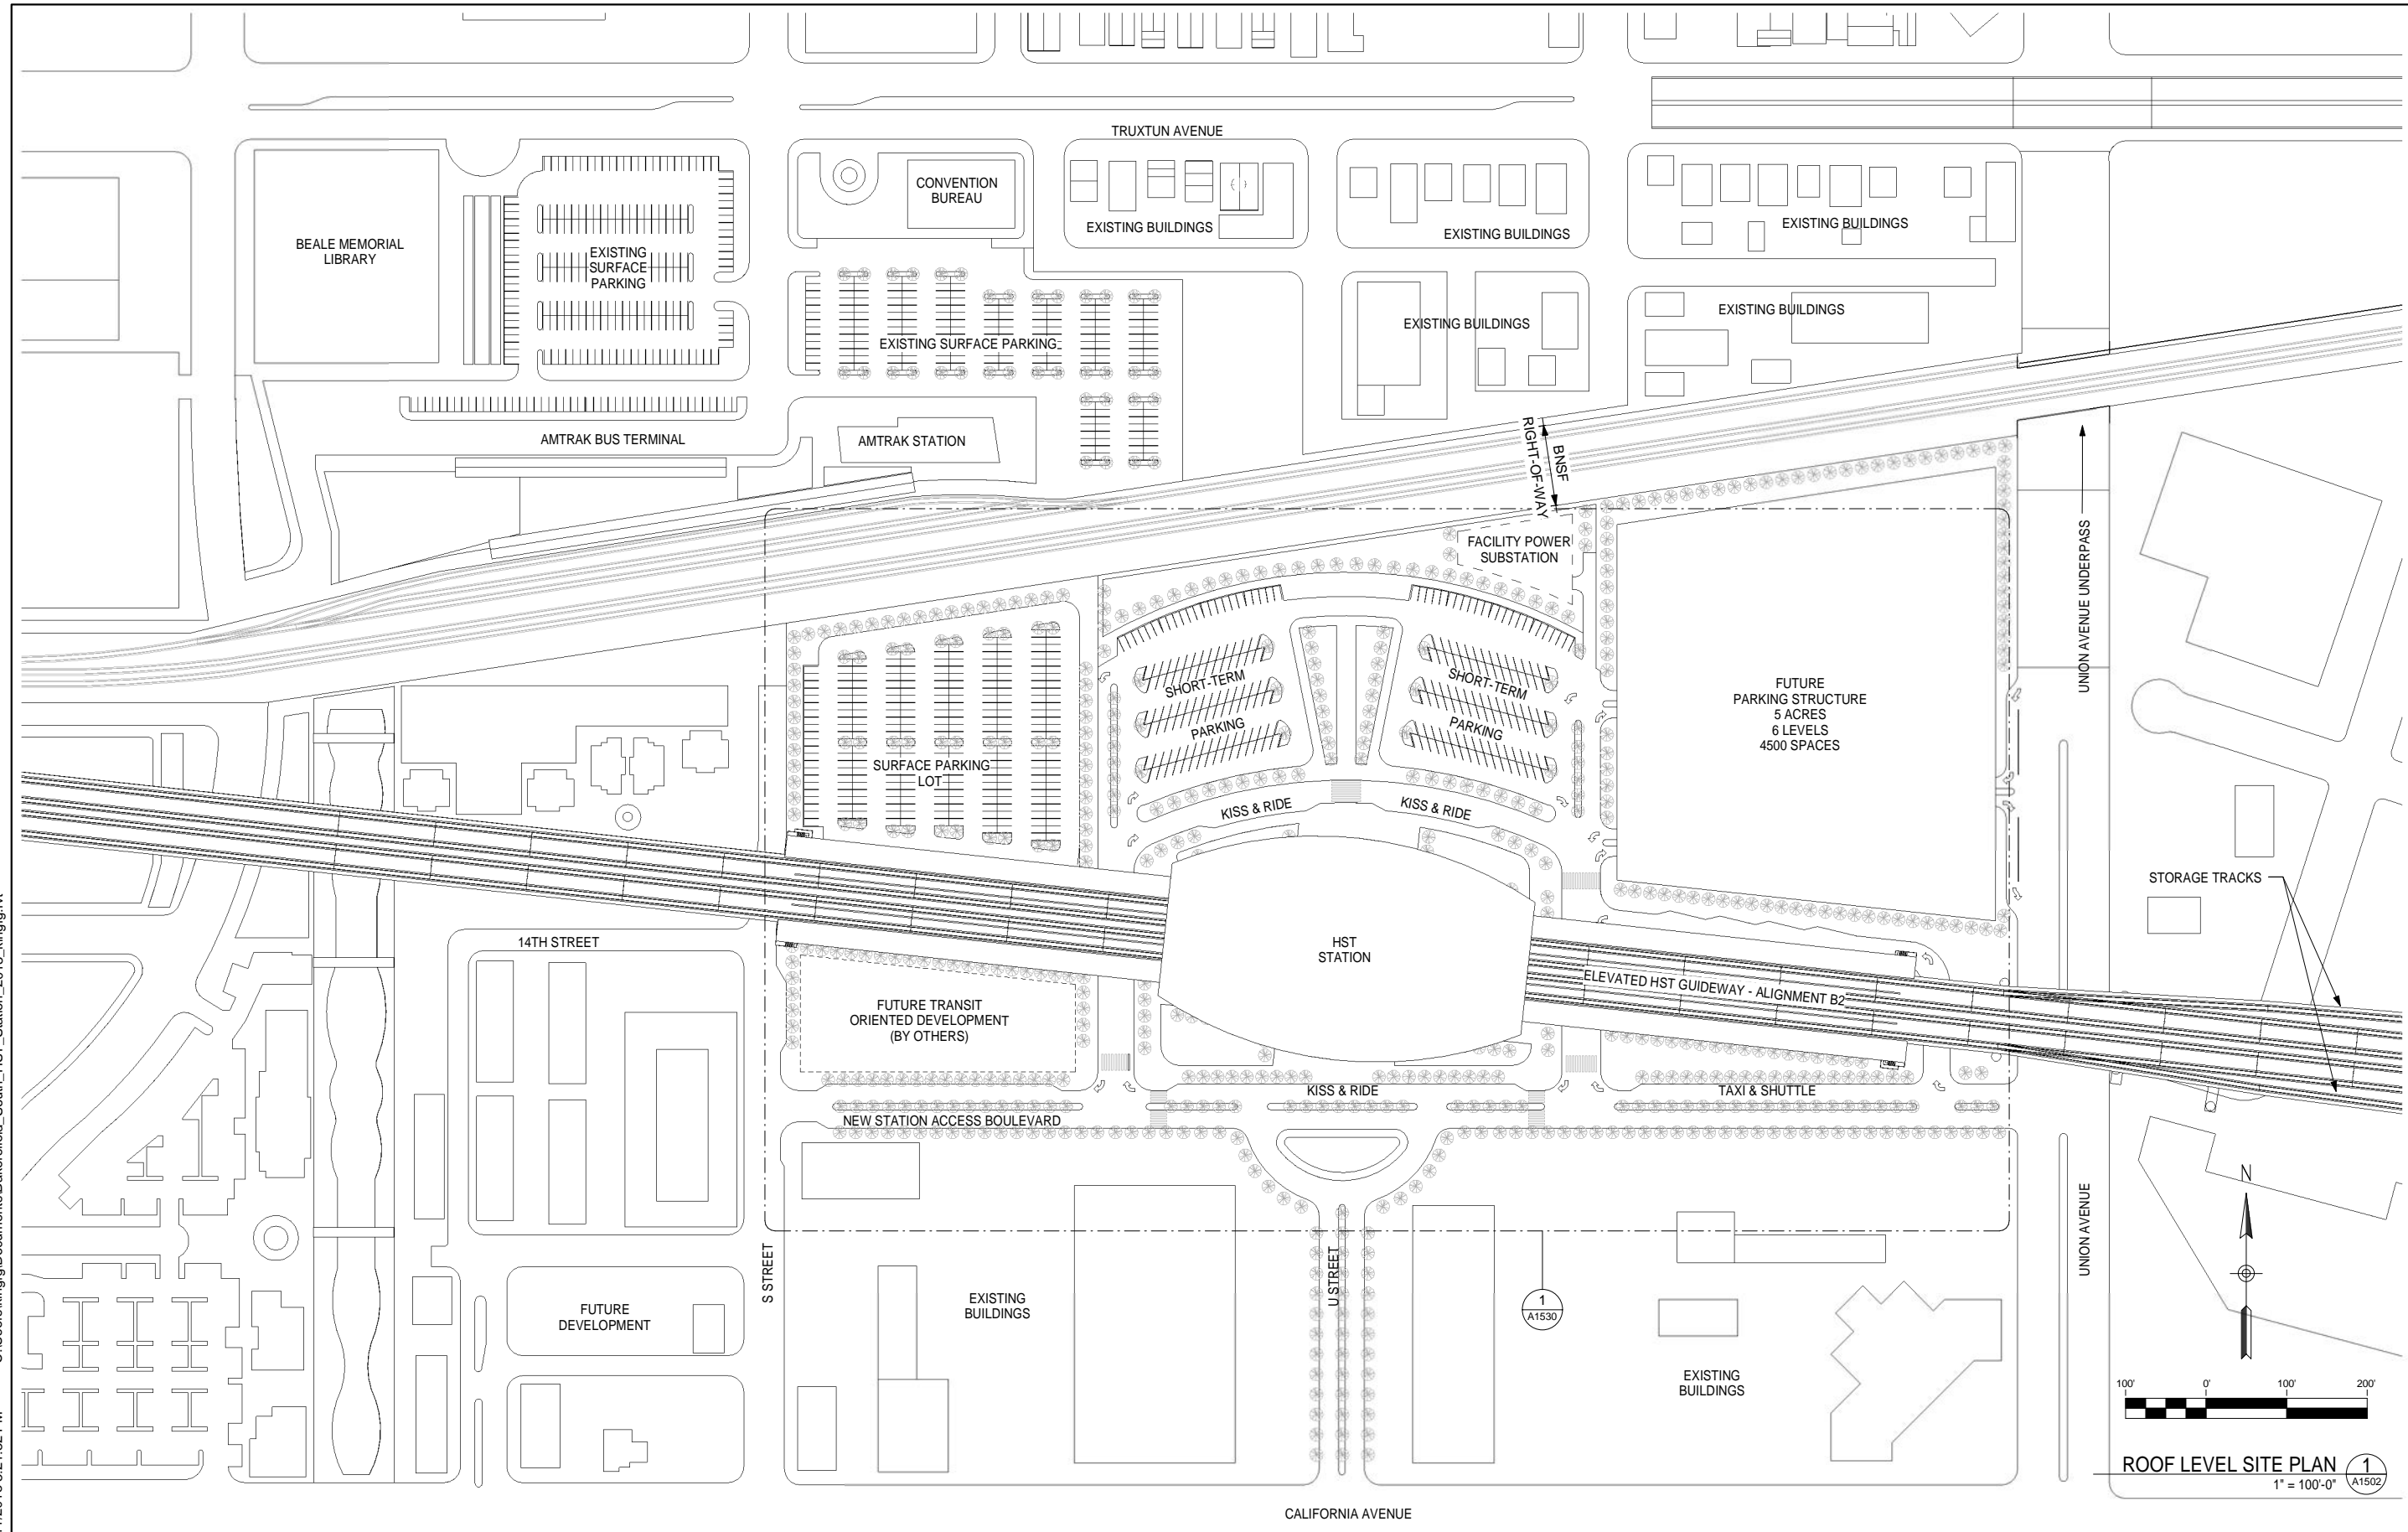 TRUXTUN AVENUE
CONVENTION
BUREAU
EXISTING BUILDINGS
EXISTING BUILDINGS
EXISTING BUILDINGS
BEALE MEMORIAL
LIBRARY
EXISTING
SURFACE
PARKING
EXISTING BUILDINGS
EXISTING BUILDINGS
EXISTING SURFACE PARKING
AMTRAK BUS TERMINAL
AMTRAK STATION
BNSF
RIGHT-OF-WAY
FACILITY POWER
SUBSTATION
UNION AVENUE UNDERPASS
SHORT-TERM
PARKING
SHORT-TERM
PARKING
FUTURE
PARKING STRUCTURE
5 ACRES
6 LEVELS
4500 SPACES
SURFACE PARKING
LOT
KISS & RIDE
KISS & RIDE
STORAGE TRACKS
14TH STREET
HST
STATION
ELEVATED HST GUIDEWAY - ALIGNMENT B2
FUTURE TRANSIT
ORIENTED DEVELOPMENT
(BY OTHERS)
KISS & RIDE
TAXI & SHUTTLE
NEW STATION ACCESS BOULEVARD
N
S STREET
U STREET
UNION AVENUE
FUTURE
DEVELOPMENT
EXISTING
BUILDINGS
1
A1530
EXISTING
BUILDINGS
100' 0' 100' 200'
ROOF LEVEL SITE PLAN
1" = 100'-0"
1
A1502
CALIFORNIA AVENUE